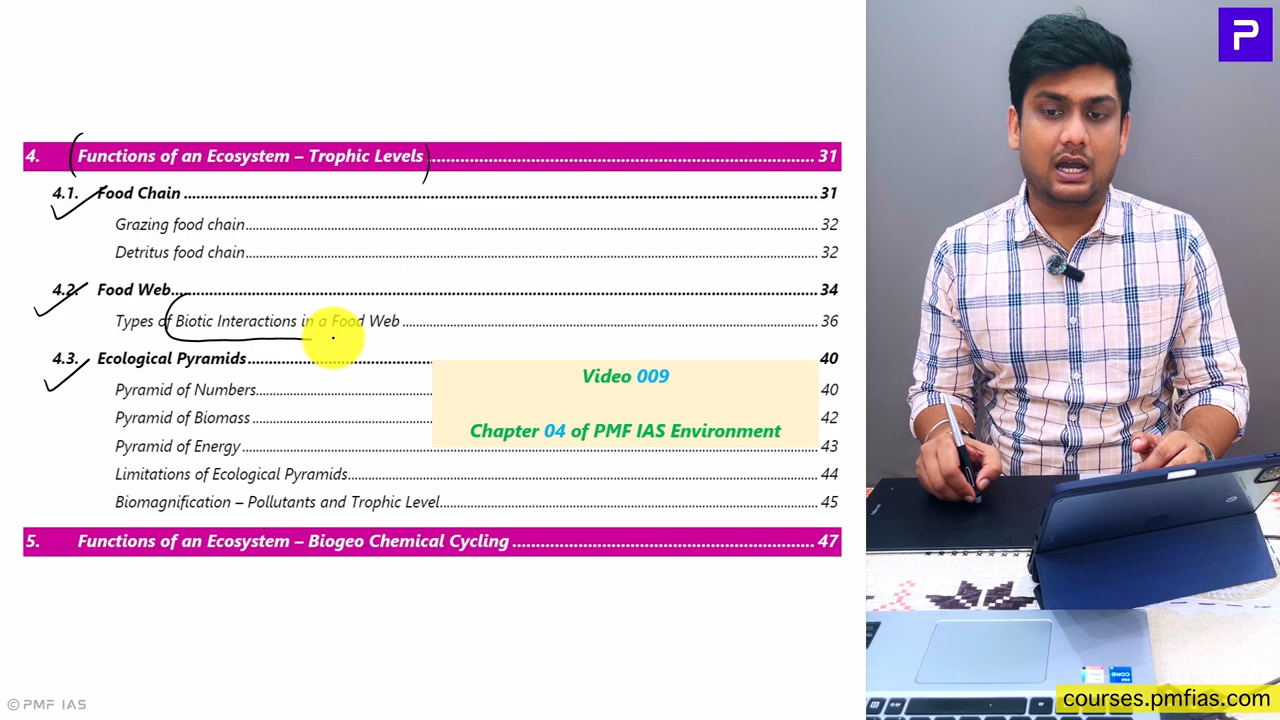 P
4. Functions of an Ecosystem – Trophic Levels 31
4.1. Food Chain 31
Grazing food chain 32
Detritus food chain 32
4.2. Food Web 34
Types of Biotic Interactions in a Food Web 36
4.3. Ecological Pyramids 40
Video 009
Pyramid of Numbers 40
Pyramid of Biomass 42
Chapter 04 of PMF IAS Environment
Pyramid of Energy 43
Limitations of Ecological Pyramids 44
Biomagnification – Pollutants and Trophic Level 45
5. Functions of an Ecosystem – Biogeo Chemical Cycling 47
CORE
courses.pmfias.com
© PMF IAS